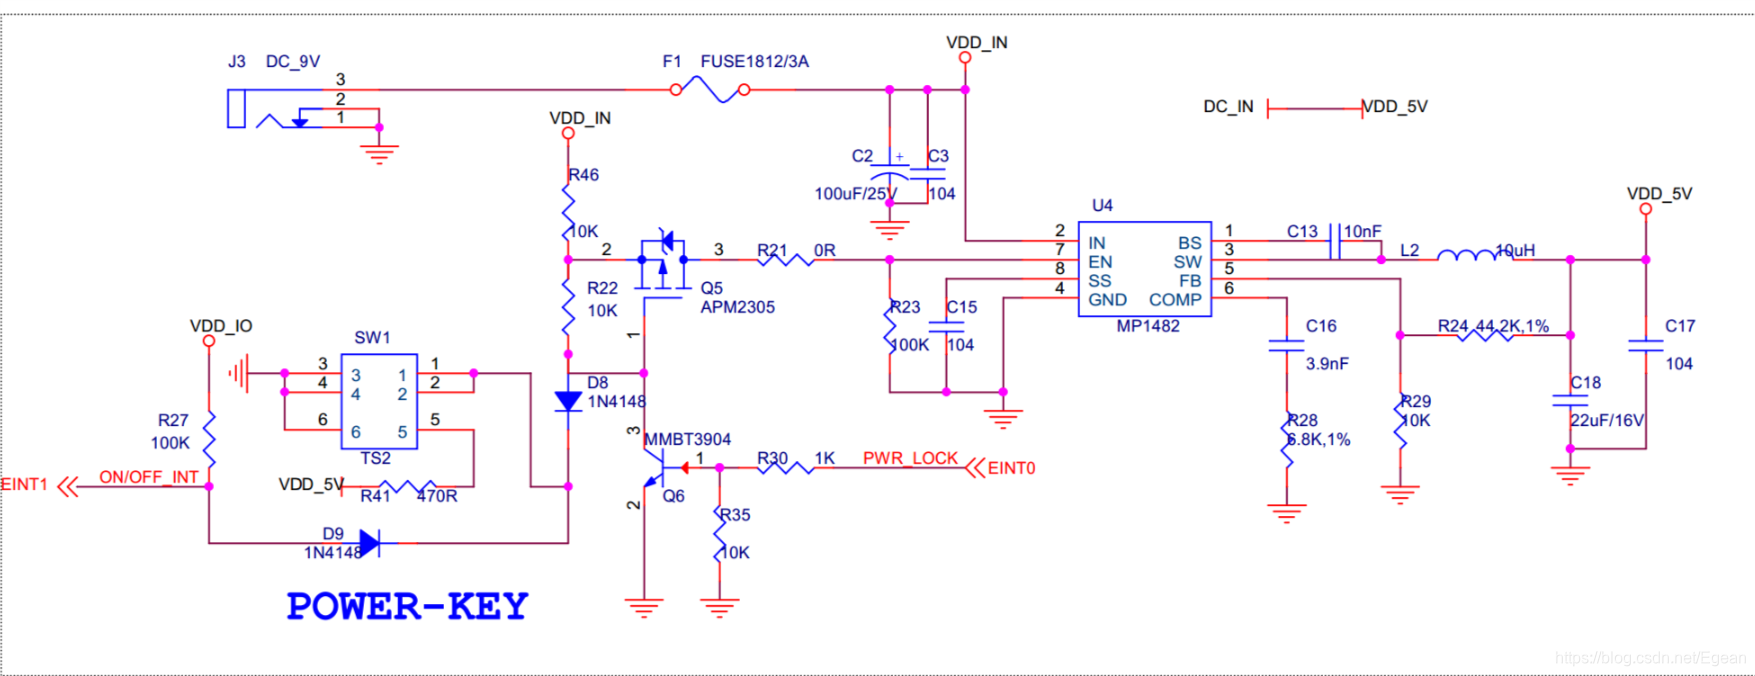 J3 DC_9V
3
2
1
F1 FUSE1812/3A
VDD_IN
DC_IN VDD_5V
VDD_IN
R46
10K
C2 + C3
100uF/25V 104
U4
VDD_5V
2 IN BS 1
7 EN SW 3
8 SS FB 5
4 GND COMP 6
MP1482
C13 10nF
L2 10uH
2 3
R21 0R
Q5
APM2305
1
R22
10K
R23
100K
C15
104
C16
3.9nF
R24 44.2K,1%
C17
104
C18
22uF/16V
R29
10K
R28
6.8K,1%
VDD_IO
SW1
3 3 1 1
4 4 2 2
6 6 5 5
TS2
R27
100K
D8
1N4148
3
MMBT3904
1
Q6
2
R30 1K
PWR_LOCK
EINT0
R35
10K
EINT1
ON/OFF_INT
VDD_5V
R41 470R
D9
1N4148
POWER-KEY
https://blog.csdn.net/Egean